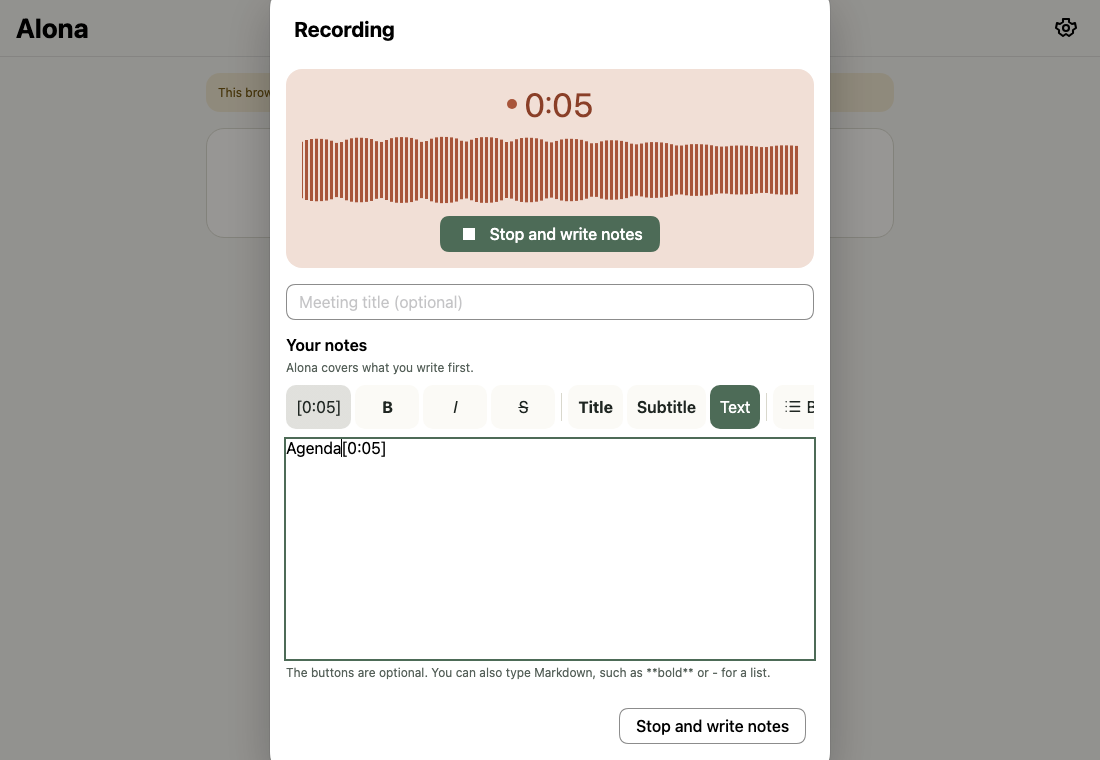 Alona
Recording
This brow
0:05
Stop and write notes
Meeting title (optional)
Your notes
Alona covers what you write first.
[0:05] B I S Title Subtitle Text B
Agenda[0:05]
The buttons are optional. You can also type Markdown, such as **bold** or - for a list.
Stop and write notes